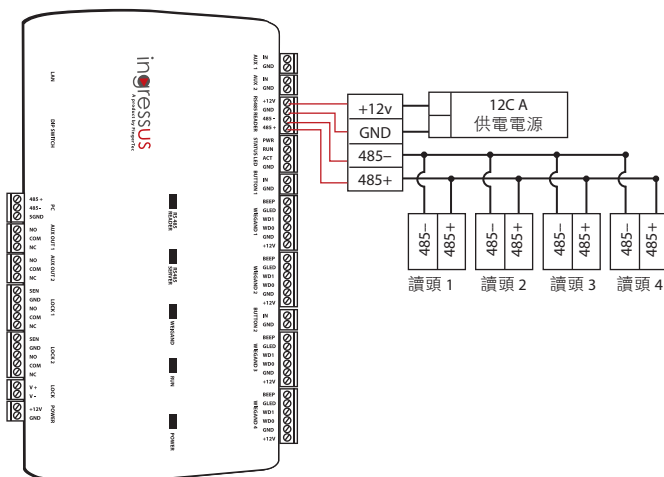 ingressus
A product by FingerTec
LAN
DIP SWITCH
485 +
485 -
SGND
PC
NO
COM
NC
AUX OUT 1
NO
COM
NC
AUX OUT 2
SEN
GND
NO
COM
NC
LOCK 1
SEN
GND
NO
COM
NC
LOCK 2
V +
V -
LOCK
+12V
GND
POWER
RS 485
READER
RS485
SERVER
WEIGAND
RUN
POWER
AUX 1
IN
GND
AUX 2
IN
GND
RS485 READER
+12V
GND
485 -
485 +
STATUS LED
PWR
RUN
ACT
GND
BUTTON 1
IN
GND
WIEGAND 1
BEEP
GLED
WD1
WD0
GND
+12V
WIEGAND 2
BEEP
GLED
WD1
WD0
GND
+12V
BUTTON 2
IN
GND
WIEGAND 3
BEEP
GLED
WD1
WD0
GND
+12V
WIEGAND 4
BEEP
GLED
WD1
WD0
GND
+12V
+12v
GND
485–
485+
12C A
供電電源
485–
485+
485–
485+
485–
485+
485–
485+
讀頭 1
讀頭 2
讀頭 3
讀頭 4